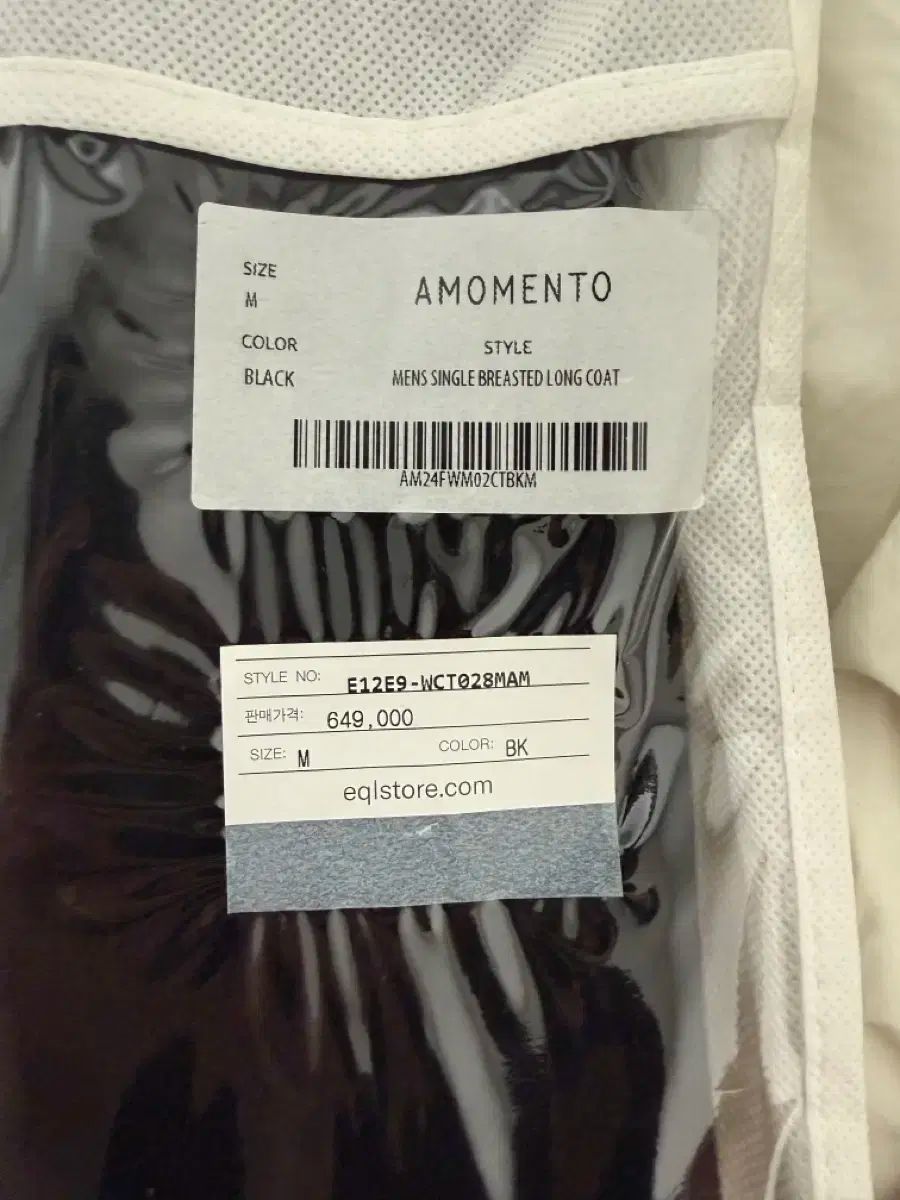 SIZE
M
AMOMENTO
COLOR
BLACK
STYLE
MENS SINGLE BREASTED LONG COAT
AM24FWM02CTBKM
STYLE NO: E12E9-WCT028MAM
판매가격: 649,000
SIZE: M COLOR: BK
eqlstore.com